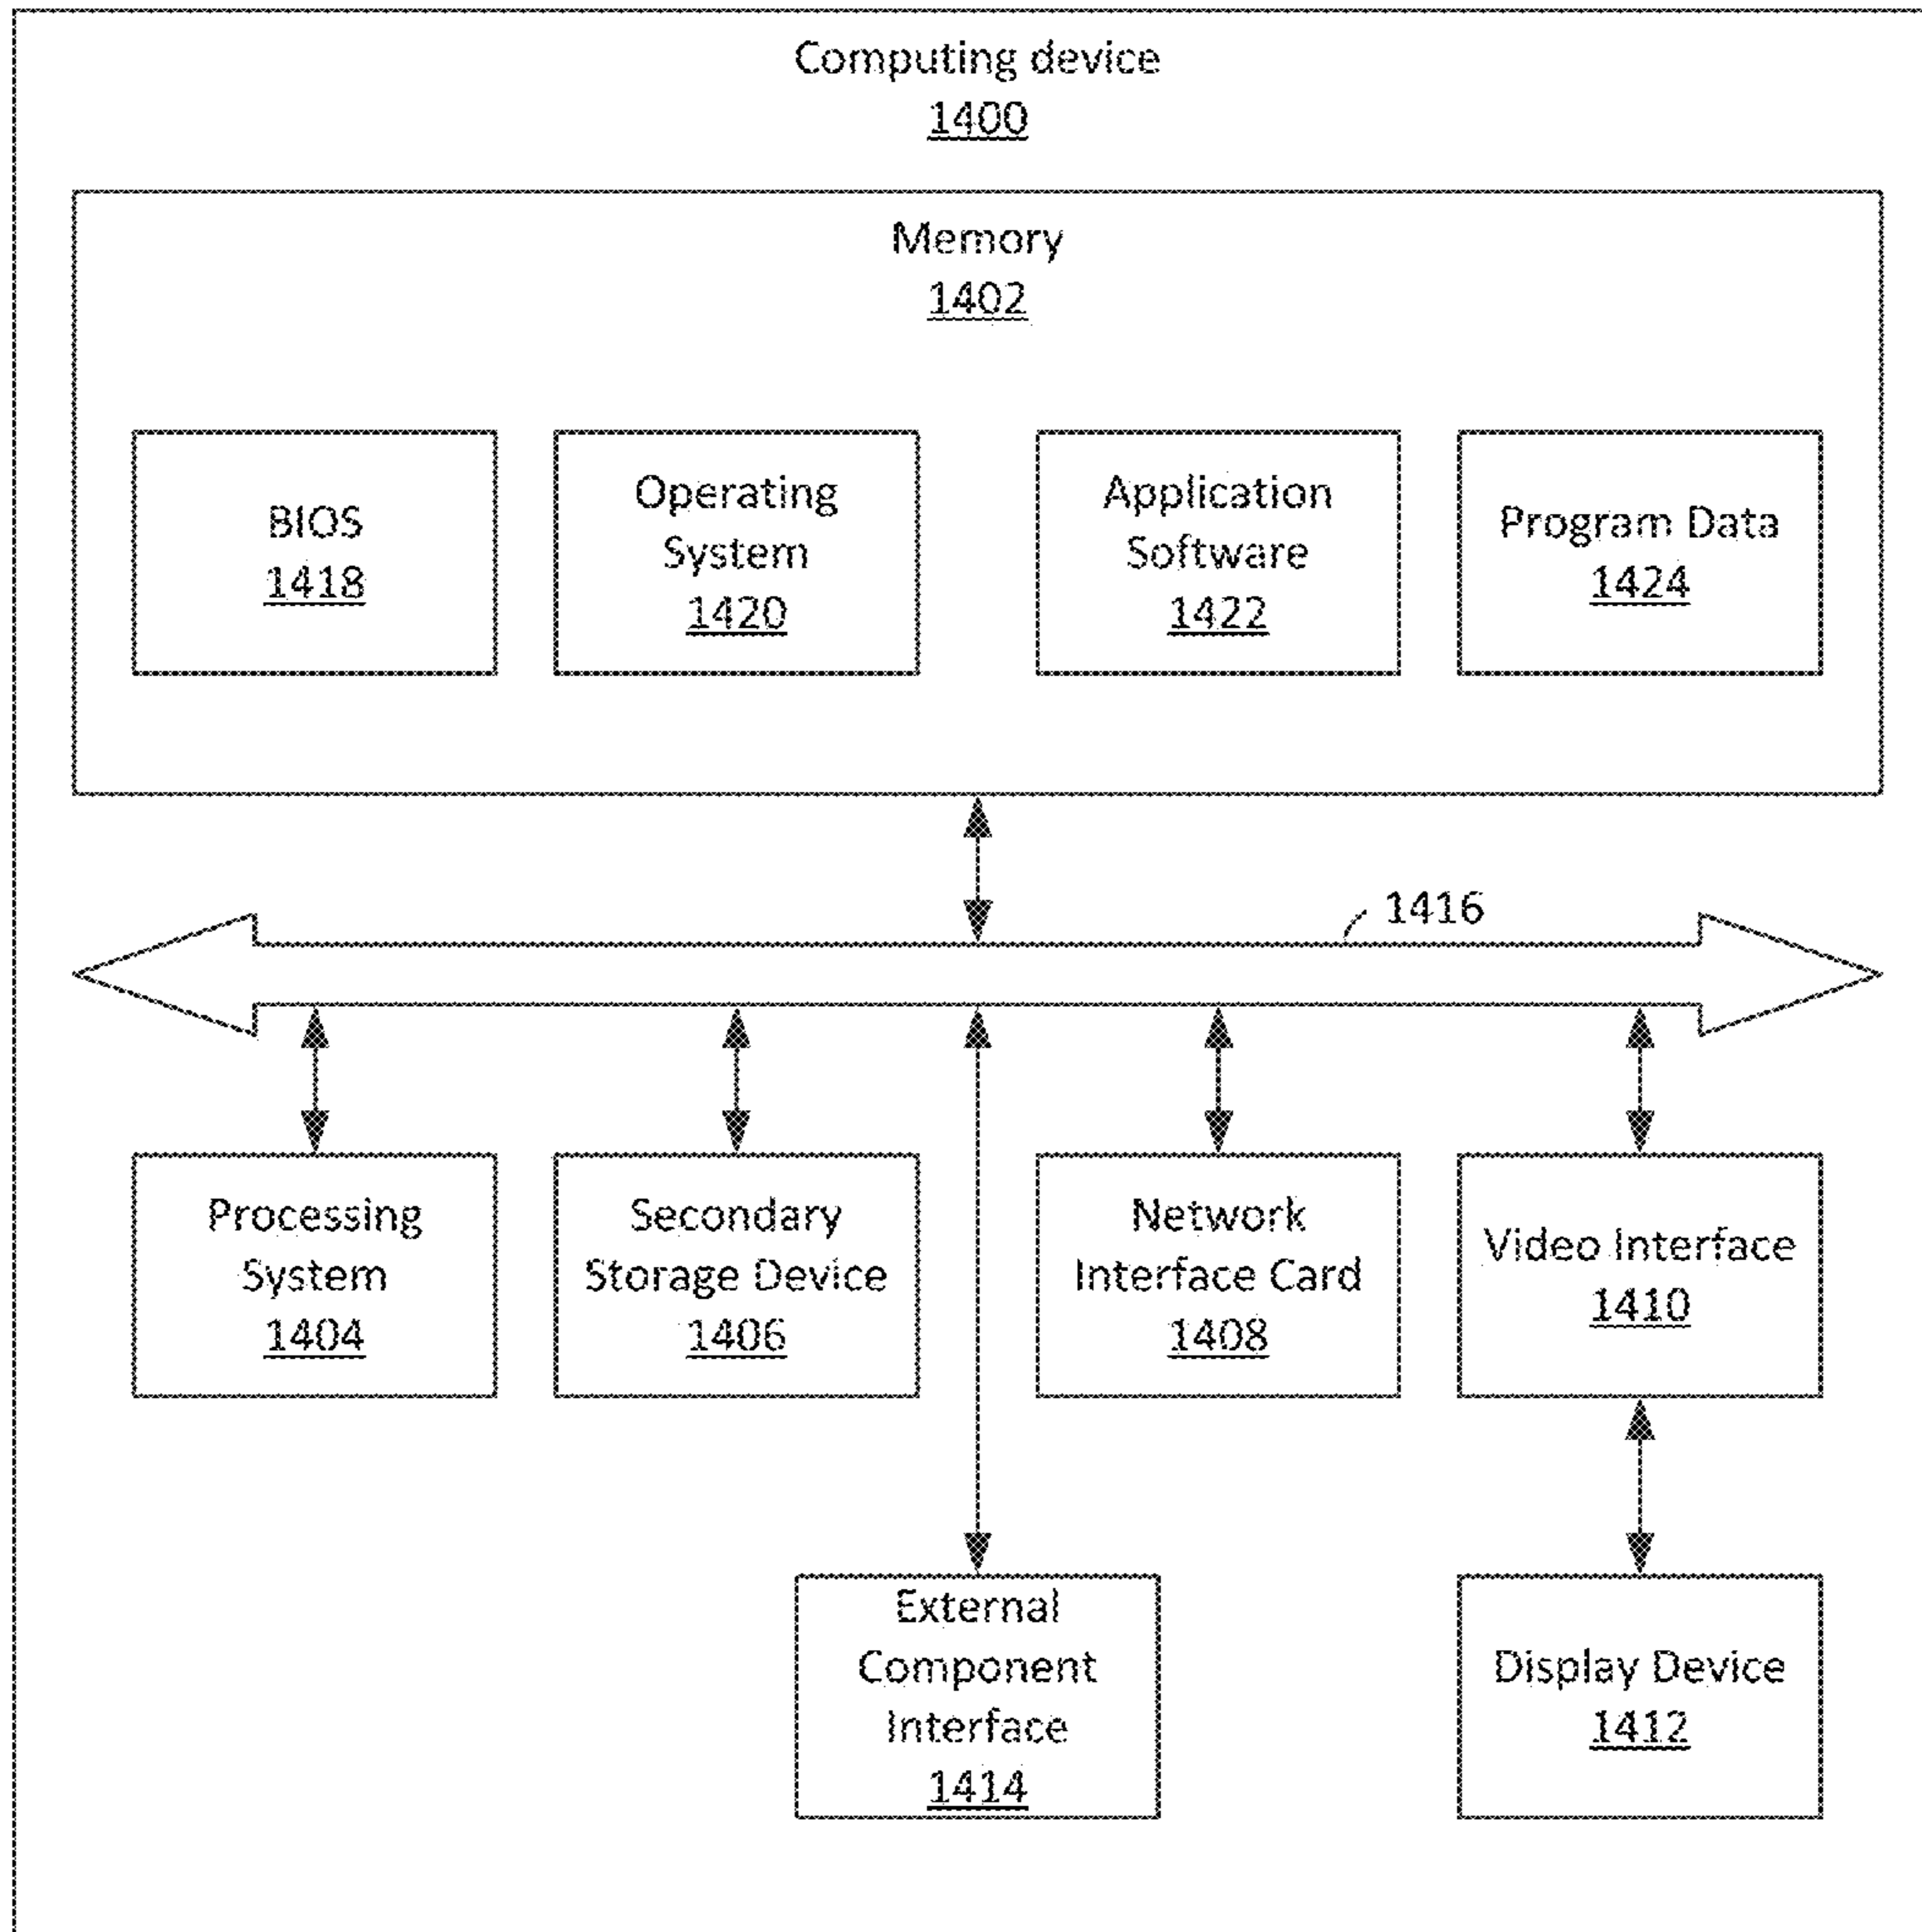 Computing device
1400
Memory
1402
BIOS
1418
Operating
System
1420
Application
Software
1422
Program Data
1424
1416
Processing
System
1404
Secondary
Storage Device
1406
Network
Interface Card
1408
Video Interface
1410
External
Component
Interface
1414
Display Device
1412